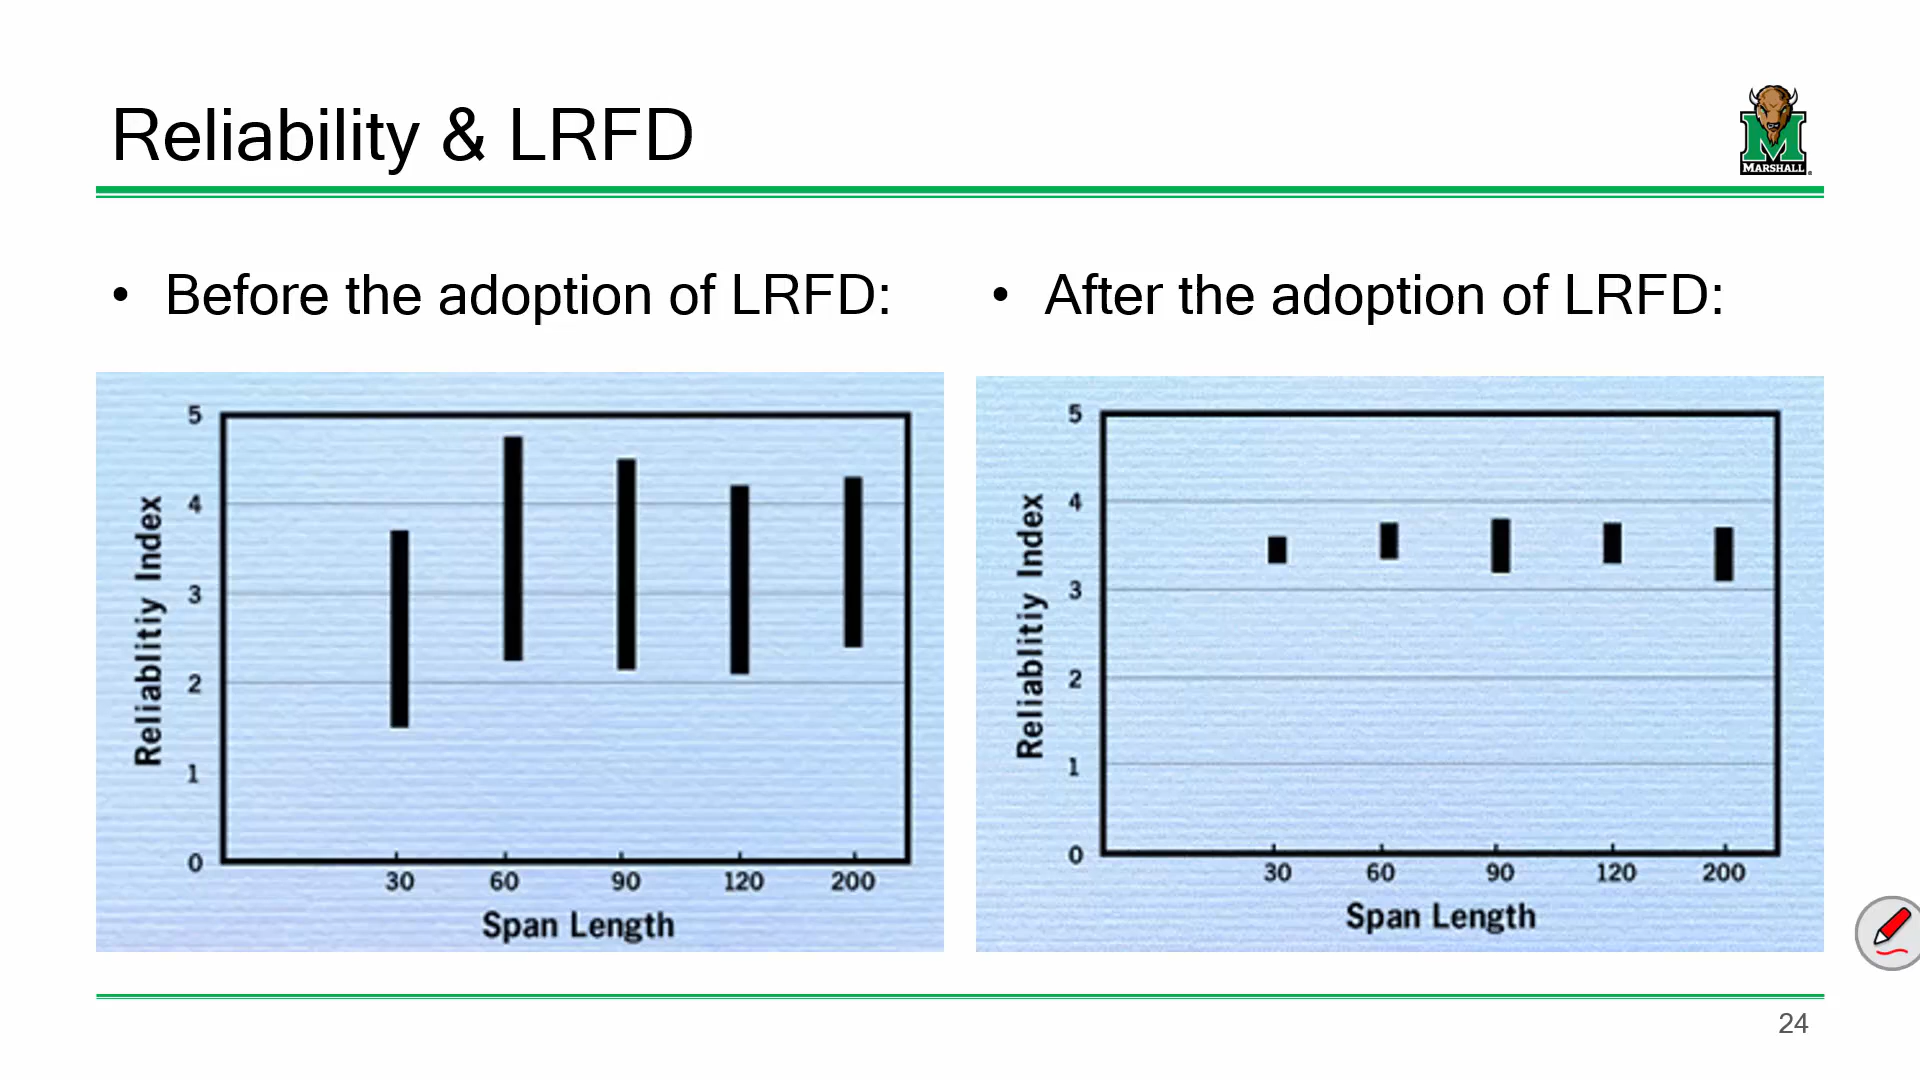 Reliability & LRFD
MARSHALL
• Before the adoption of LRFD:
5
4
3
2
1
0
Reliablitiy Index
30 60 90 120 200
Span Length
• After the adoption of LRFD:
5
4
3
2
1
0
Reliablitiy Index
30 60 90 120 200
Span Length
24